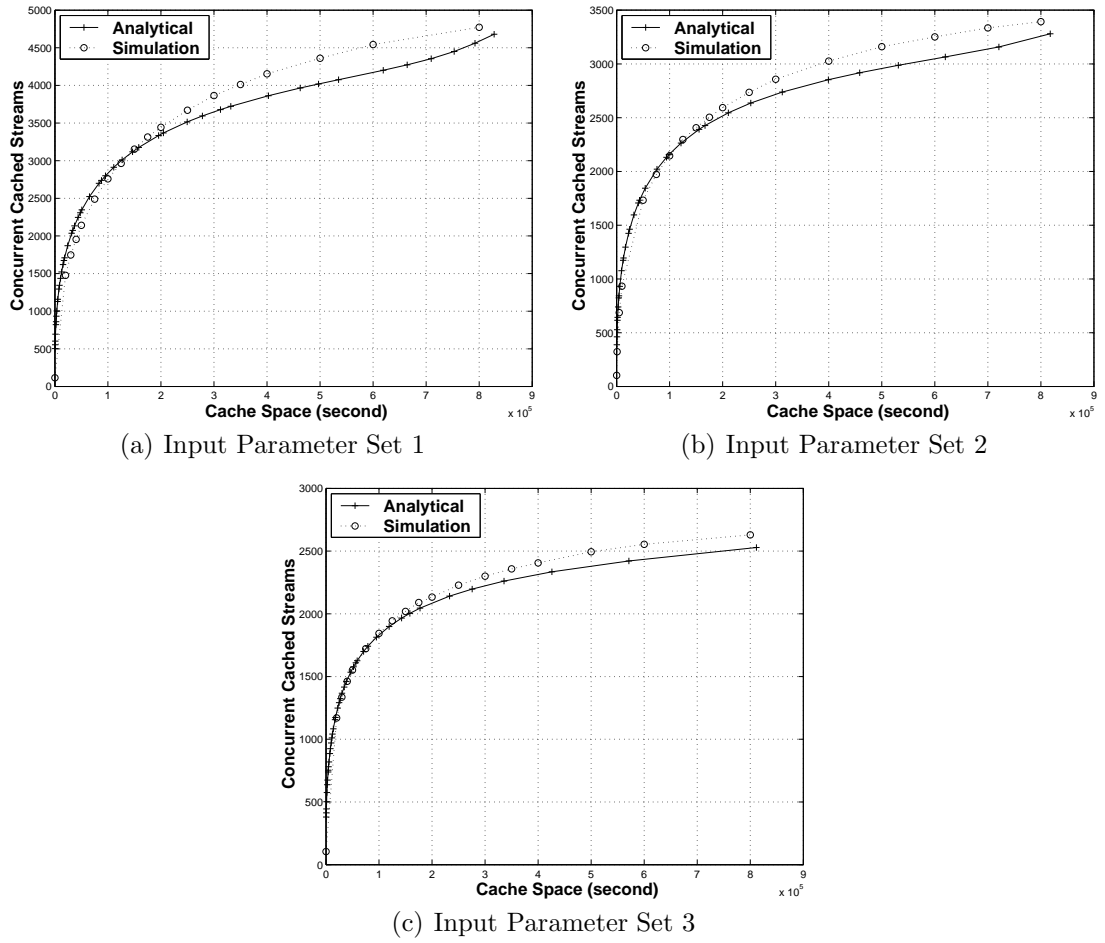 5000
4500
4000
3500
3000
2500
2000
1500
1000
500
0
Concurrent Cached Streams
Analytical
Simulation
0 1 2 3 4 5 6 7 8 9
x 10^5
Cache Space (second)
(a) Input Parameter Set 1
3500
3000
2500
2000
1500
1000
500
0
Concurrent Cached Streams
Analytical
Simulation
0 1 2 3 4 5 6 7 8 9
x 10^5
Cache Space (second)
(b) Input Parameter Set 2
3000
2500
2000
1500
1000
500
0
Concurrent Cached Streams
Analytical
Simulation
0 1 2 3 4 5 6 7 8 9
x 10^5
Cache Space (second)
(c) Input Parameter Set 3